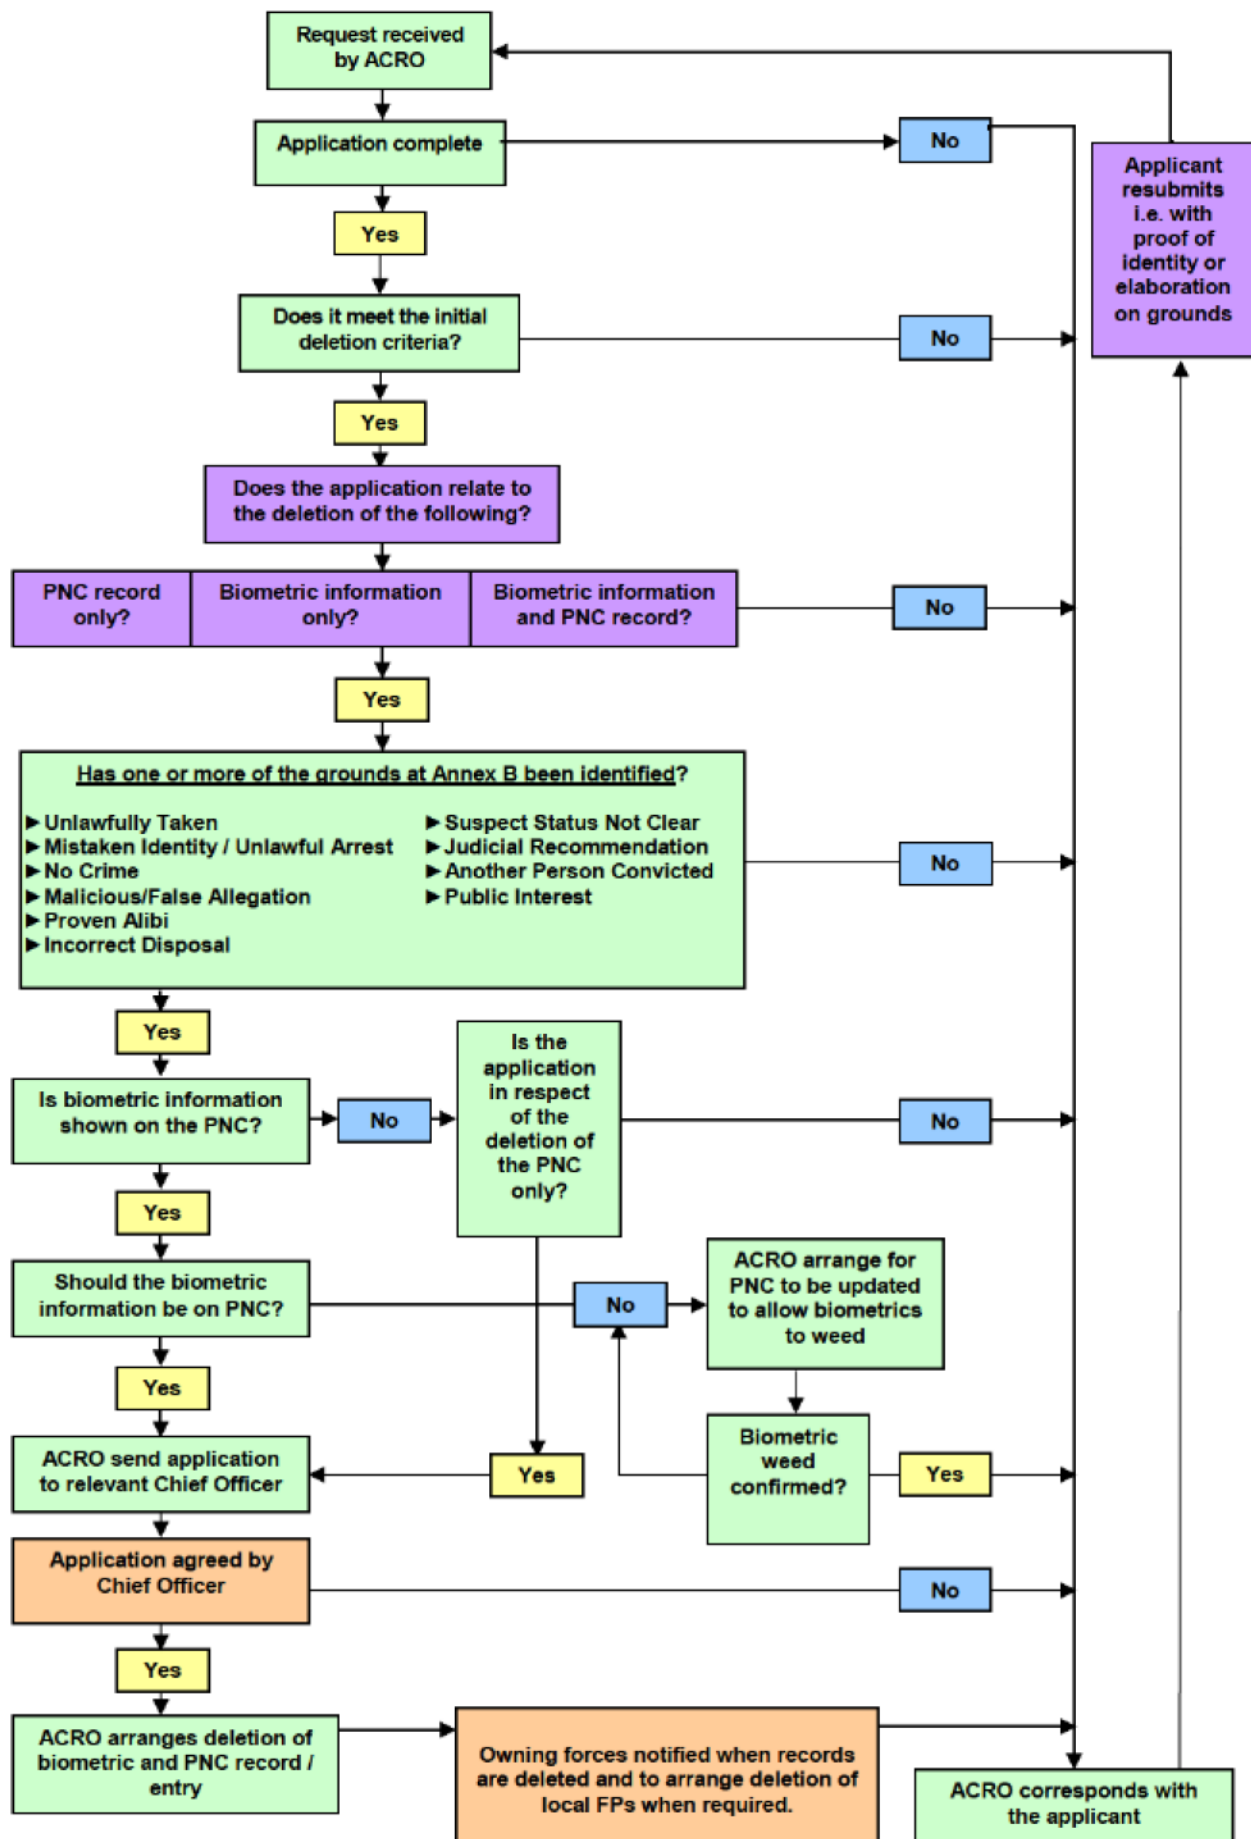 Request received
by ACRO
Application complete
No
Applicant
resubmits
i.e. with
proof of
identity or
elaboration
on grounds
Yes
Does it meet the initial
deletion criteria?
No
Yes
Does the application relate to
the deletion of the following?
PNC record
only?
Biometric information
only?
Biometric information
and PNC record?
No
Yes
Has one or more of the grounds at Annex B been identified?
►Unlawfully Taken
►Mistaken Identity / Unlawful Arrest
►No Crime
►Malicious/False Allegation
►Proven Alibi
►Incorrect Disposal
►Suspect Status Not Clear
►Judicial Recommendation
►Another Person Convicted
►Public Interest
No
Yes
Is biometric information
shown on the PNC?
No
Is the
application
in respect
of the
deletion of
the PNC
only?
No
Yes
Should the biometric
information be on PNC?
No
ACRO arrange for
PNC to be updated
to allow biometrics
to weed
Yes
ACRO send application
to relevant Chief Officer
Yes
Biometric
weed
confirmed?
Yes
Application agreed by
Chief Officer
No
Yes
ACRO arranges deletion of
biometric and PNC record /
entry
Owning forces notified when records
are deleted and to arrange deletion of
local FPs when required.
ACRO corresponds with
the applicant